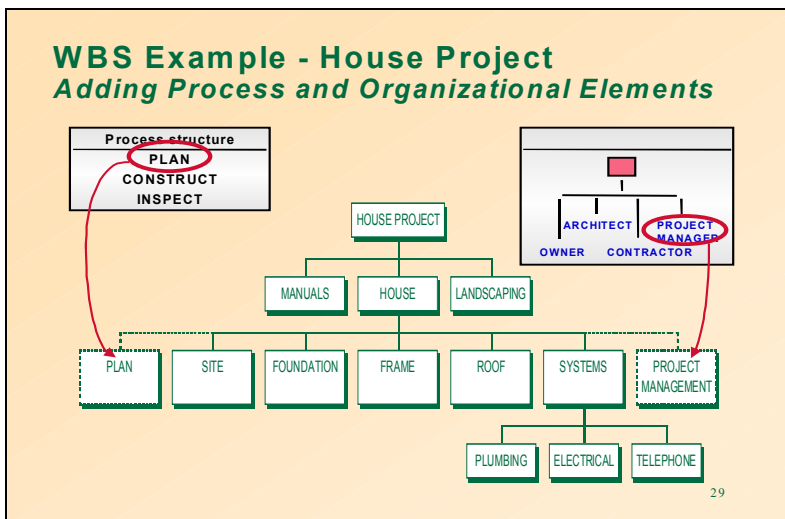 WBS Example - House Project
Adding Process and Organizational Elements
Process structure
PLAN
CONSTRUCT
INSPECT
ARCHITECT
PROJECT
MANAGER
OWNER
CONTRACTOR
HOUSE PROJECT
MANUALS
HOUSE
LANDSCAPING
PLAN
SITE
FOUNDATION
FRAME
ROOF
SYSTEMS
PROJECT
MANAGEMENT
PLUMBING
ELECTRICAL
TELEPHONE
29